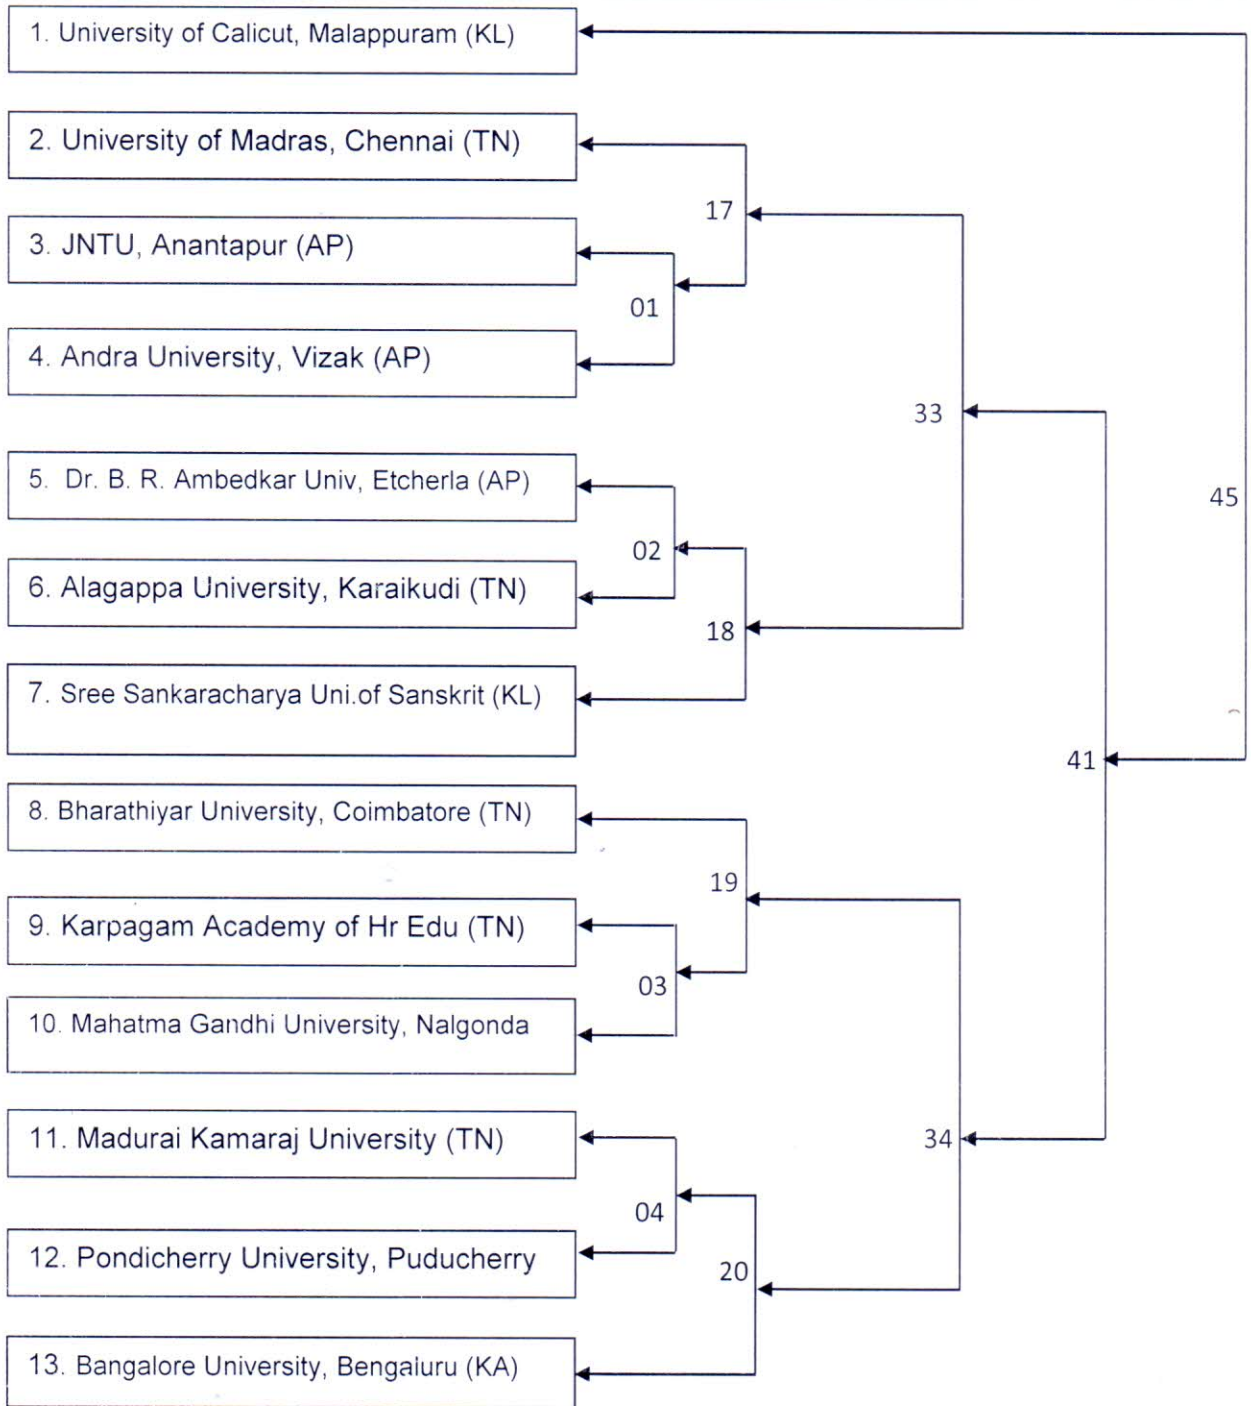 1. University of Calicut, Malappuram (KL)
2. University of Madras, Chennai (TN)
17
3. JNTU, Anantapur (AP)
01
4. Andra University, Vizak (AP)
33
5. Dr. B. R. Ambedkar Univ, Etcherla (AP)
45
02
6. Alagappa University, Karaikudi (TN)
18
7. Sree Sankaracharya Uni.of Sanskrit (KL)
41
8. Bharathiyar University, Coimbatore (TN)
19
9. Karpagam Academy of Hr Edu (TN)
03
10. Mahatma Gandhi University, Nalgonda
11. Madurai Kamaraj University (TN)
34
04
12. Pondicherry University, Puducherry
20
13. Bangalore University, Bengaluru (KA)